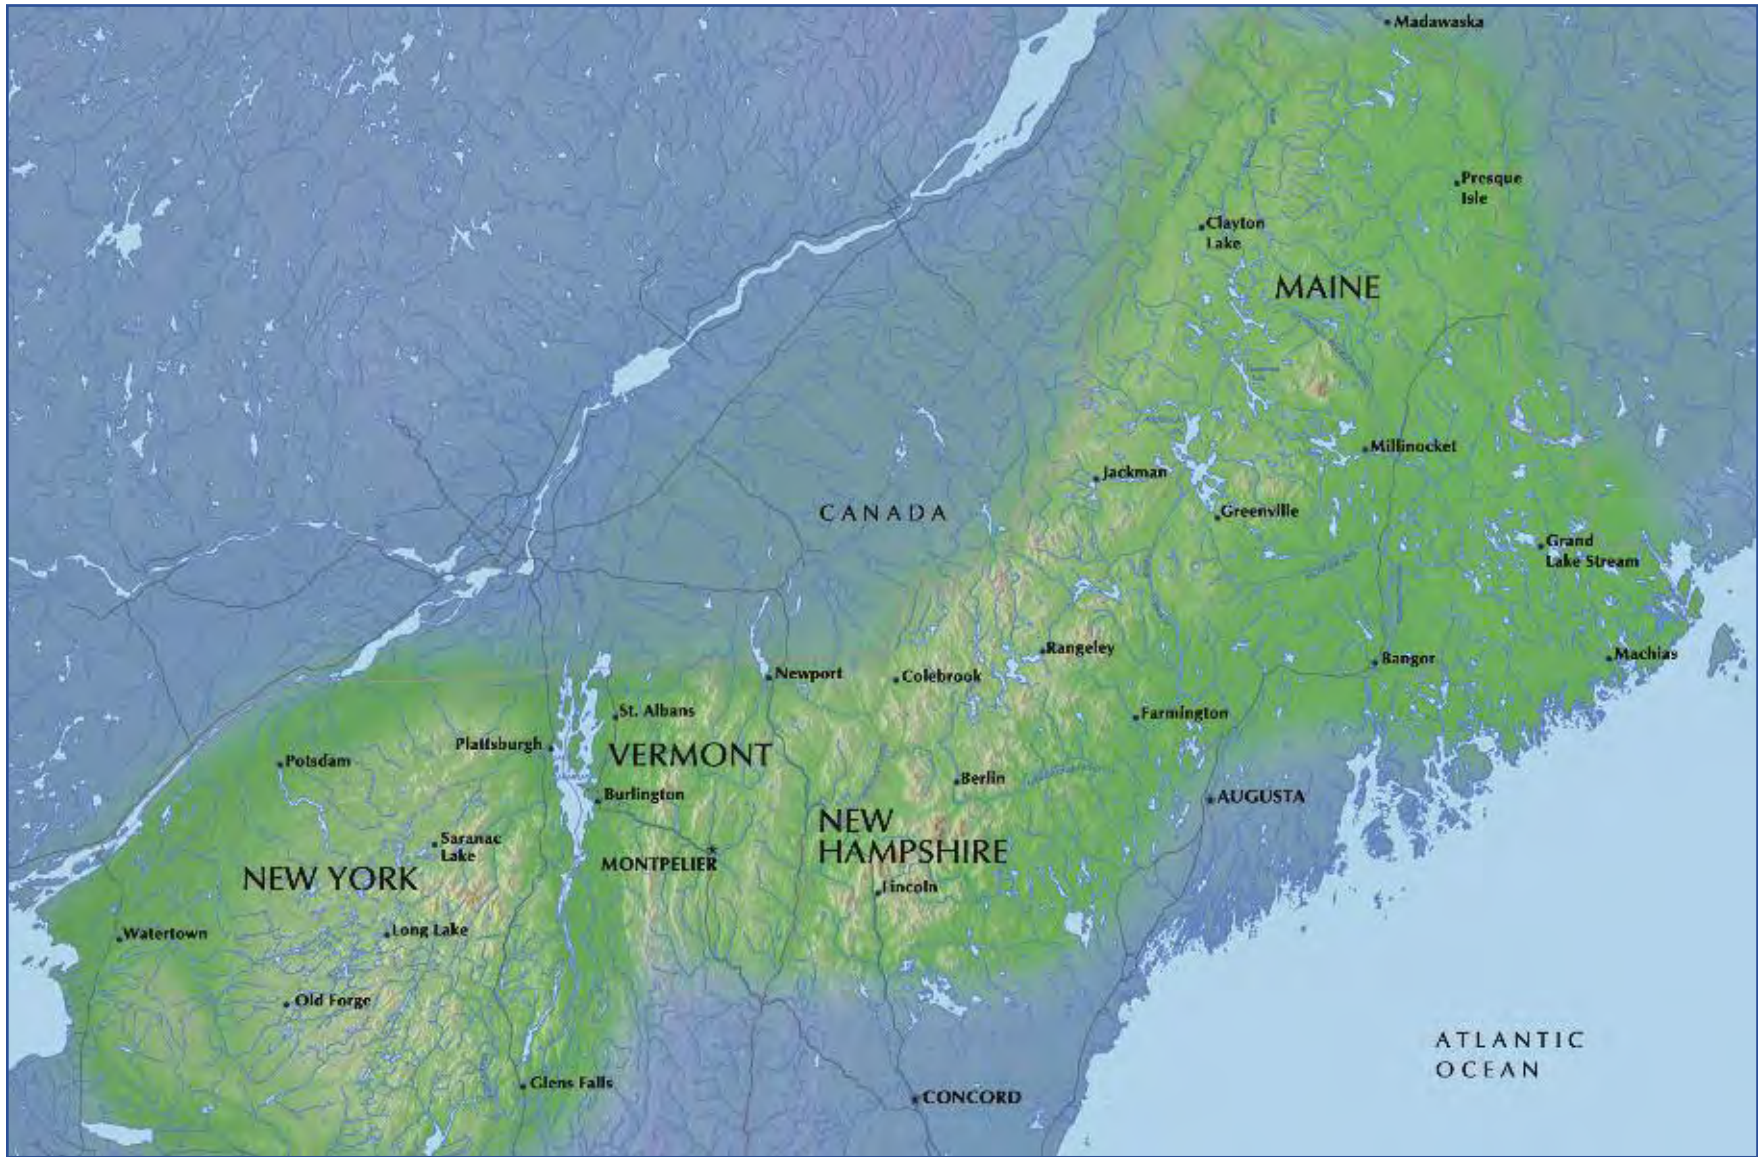 Madawaska
Presque
Isle
Clayton
Lake
MAINE
Millinocket
Jackman
CANADA
Greenville
Grand
Lake Stream
Rangeley
Bangor
Machias
Newport
Colebrook
St. Albans
Farmington
Plattsburgh
VERMONT
Potsdam
Berlin
Burlington
AUGUSTA
NEW
HAMPSHIRE
Saranac
Lake
MONTPELIER
NEW YORK
Lincoln
Watertown
Long Lake
Old Forge
ATLANTIC
OCEAN
Glens Falls
CONCORD